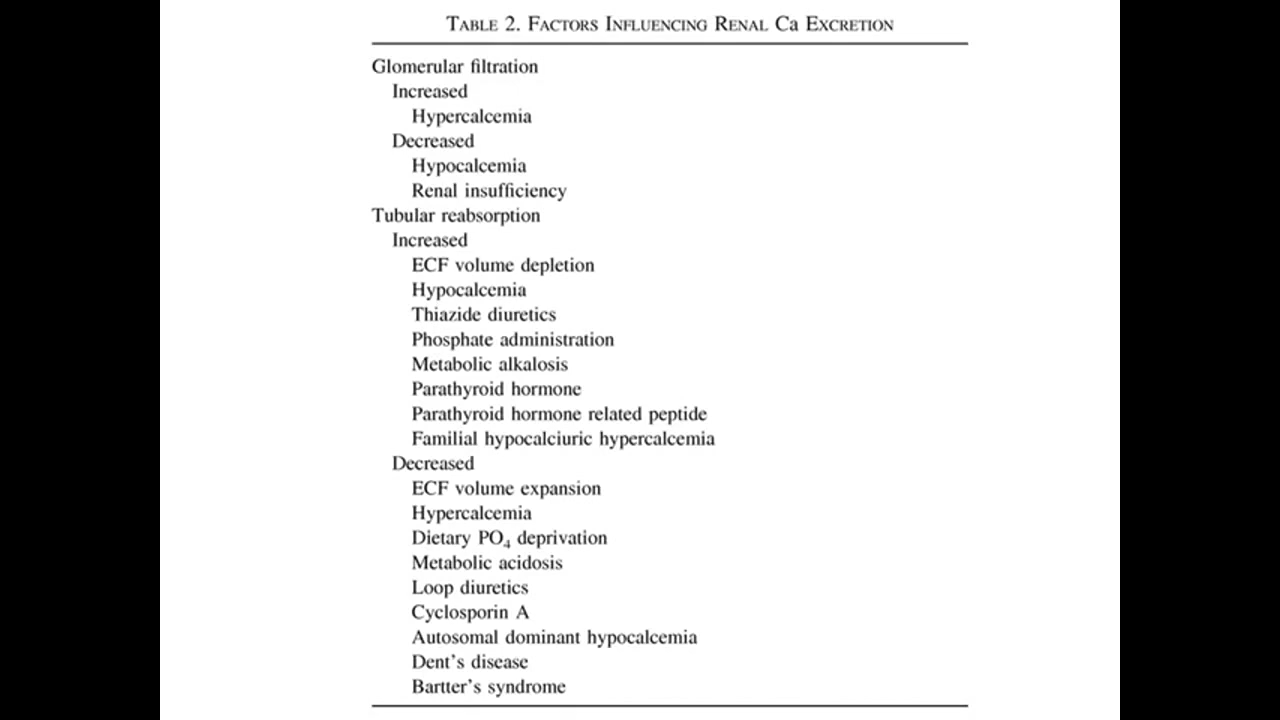 TABLE 2. FACTORS INFLUENCING RENAL Ca EXCRETION
Glomerular filtration
Increased
Hypercalcemia
Decreased
Hypocalcemia
Renal insufficiency
Tubular reabsorption
Increased
ECF volume depletion
Hypocalcemia
Thiazide diuretics
Phosphate administration
Metabolic alkalosis
Parathyroid hormone
Parathyroid hormone related peptide
Familial hypocalciuric hypercalcemia
Decreased
ECF volume expansion
Hypercalcemia
Dietary PO₄ deprivation
Metabolic acidosis
Loop diuretics
Cyclosporin A
Autosomal dominant hypocalcemia
Dent's disease
Bartter's syndrome